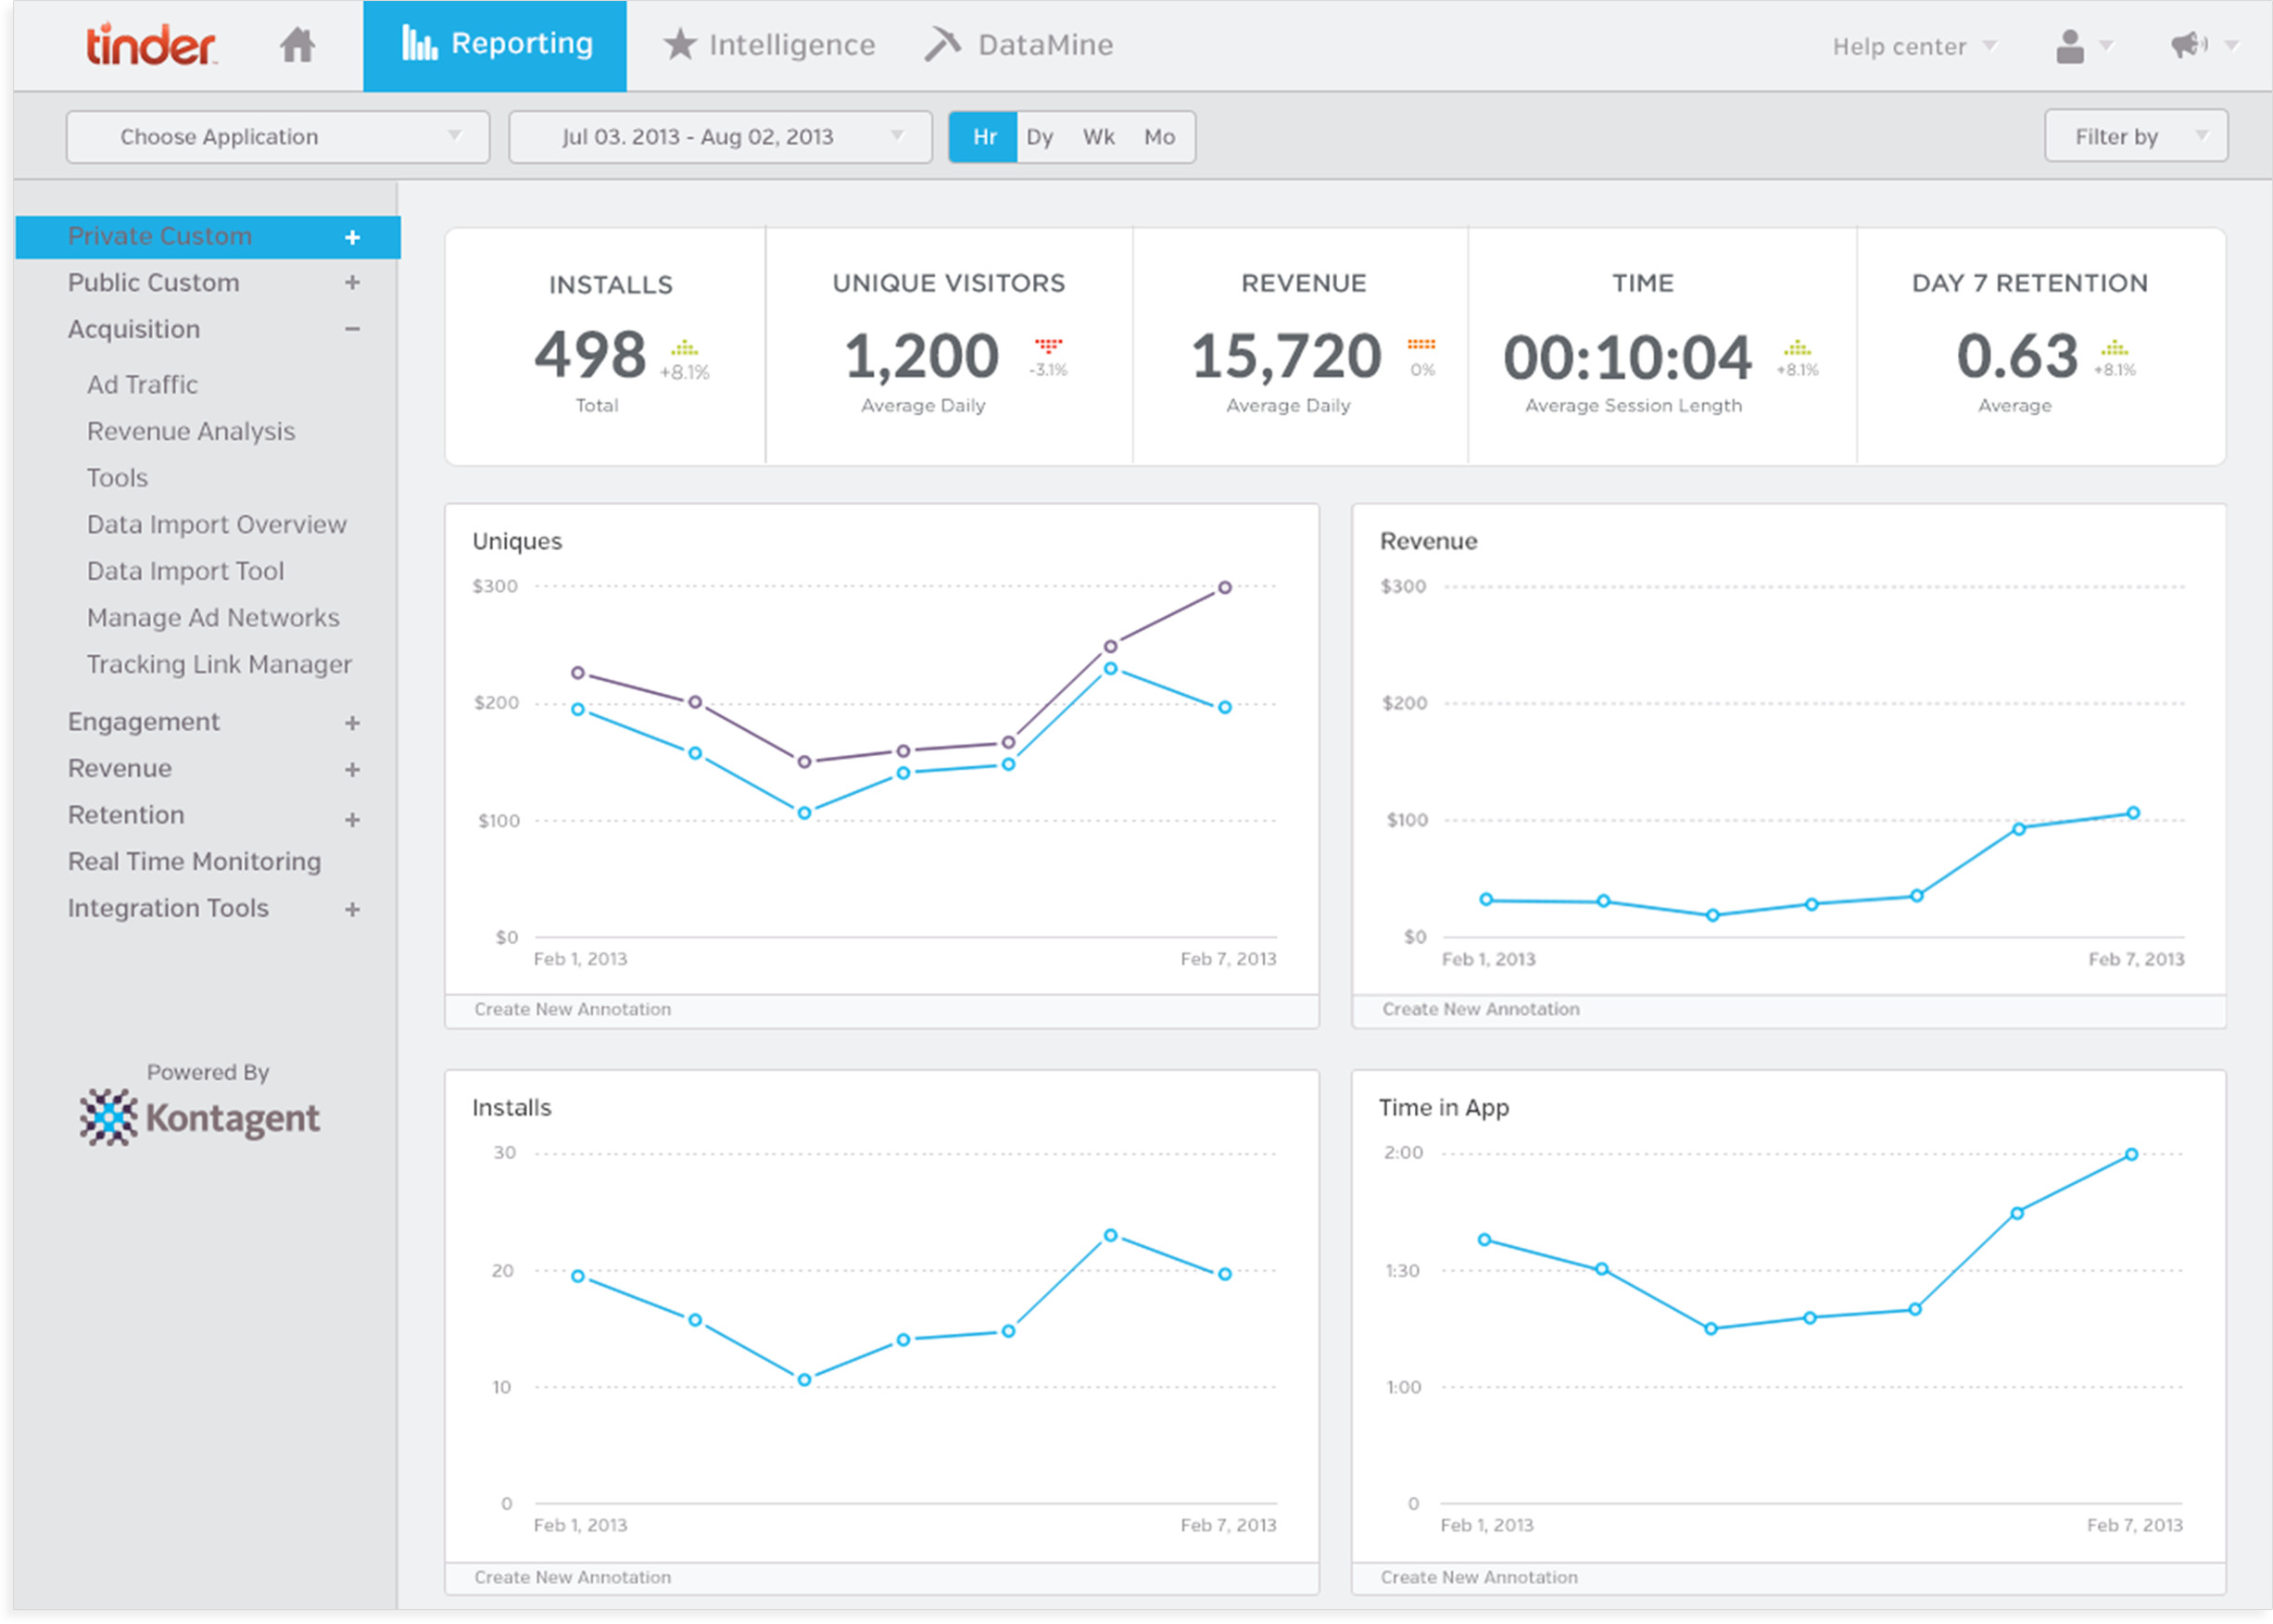 tinder
Reporting
Intelligence
DataMine
Help center
Choose Application
Jul 03. 2013 - Aug 02, 2013
Hr
Dy
Wk
Mo
Filter by
Private Custom +
Public Custom +
Acquisition –
Ad Traffic
Revenue Analysis
Tools
Data Import Overview
Data Import Tool
Manage Ad Networks
Tracking Link Manager
Engagement +
Revenue +
Retention +
Real Time Monitoring
Integration Tools +
Powered By
Kontagent
INSTALLS
498
+8.1%
Total
UNIQUE VISITORS
1,200
-3.1%
Average Daily
REVENUE
15,720
0%
Average Daily
TIME
00:10:04
+8.1%
Average Session Length
DAY 7 RETENTION
0.63
+8.1%
Average
Uniques
$300
$200
$100
$0
Feb 1, 2013
Feb 7, 2013
Create New Annotation
Revenue
$300
$200
$100
$0
Feb 1, 2013
Feb 7, 2013
Create New Annotation
Installs
30
20
10
0
Feb 1, 2013
Feb 7, 2013
Create New Annotation
Time in App
2:00
1:30
1:00
0
Feb 1, 2013
Feb 7, 2013
Create New Annotation